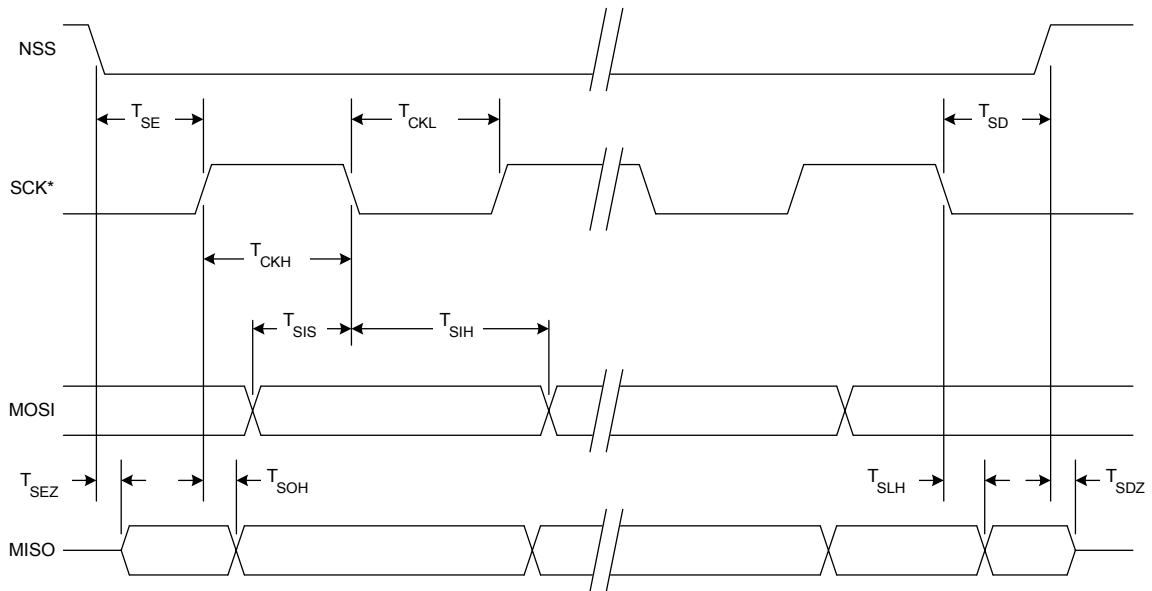 NSS
T_SE
T_CKL
T_SD
SCK*
T_CKH
T_SIS
T_SIH
MOSI
T_SEZ
T_SOH
T_SLH
T_SDZ
MISO